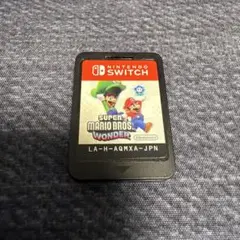 NINTENDO
SWITCH
SUPER
MARIO BROS.
WONDER
LA-H-AQMXA-JPN